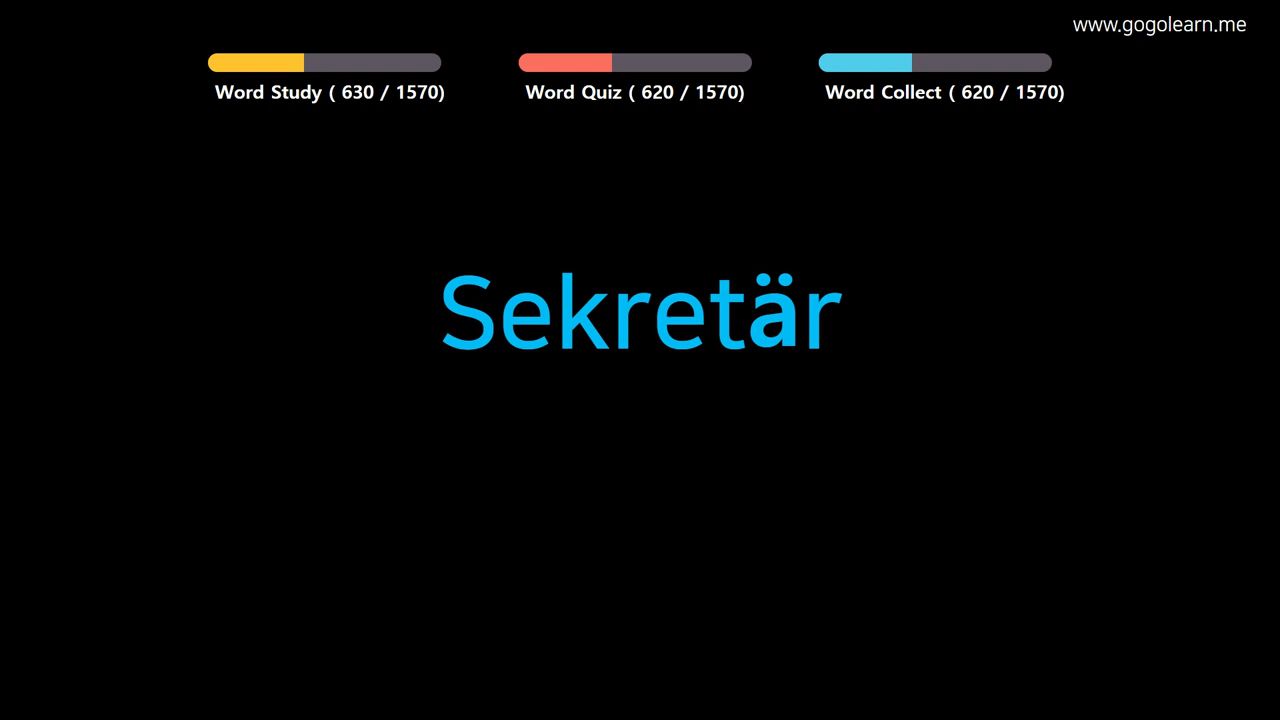 www.gogolearn.me
Word Study ( 630 / 1570)
Word Quiz ( 620 / 1570)
Word Collect ( 620 / 1570)
Sekretär